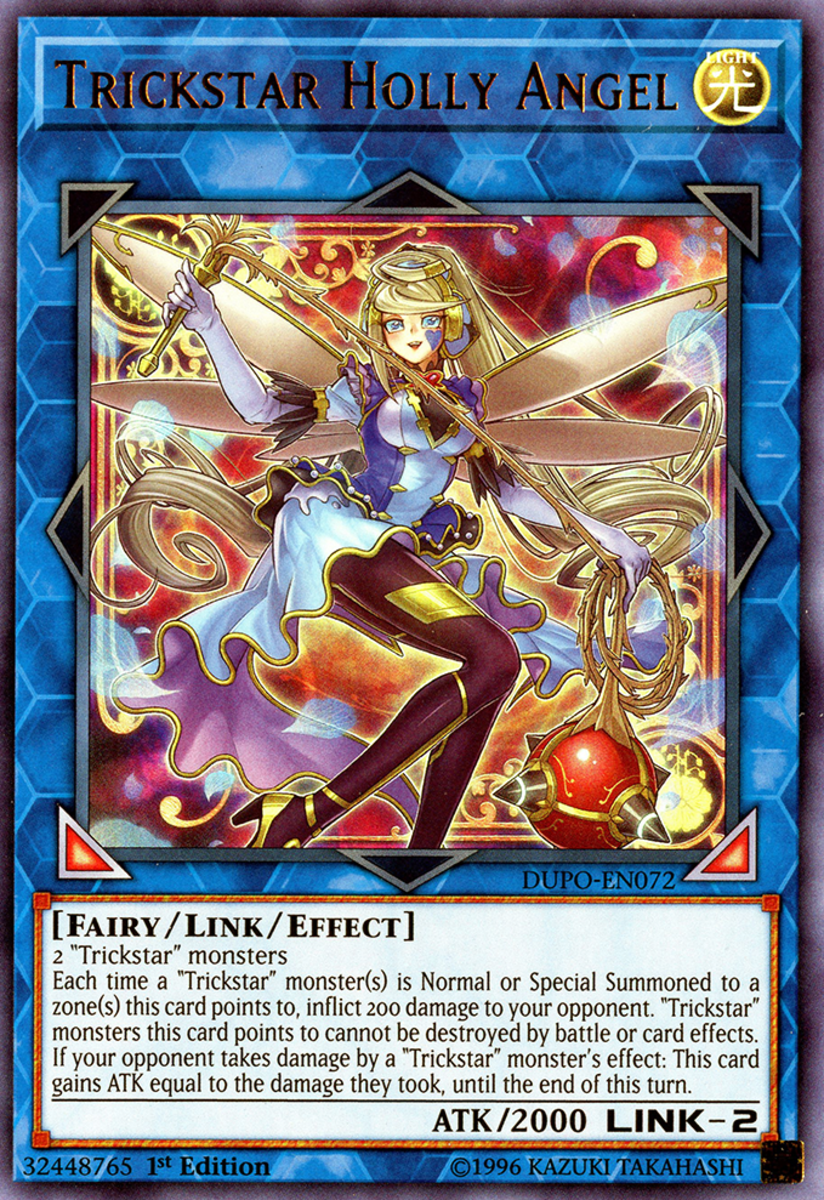 TRICKSTAR HOLLY ANGEL
LIGHT
光
DUPO-EN072
[FAIRY/LINK/EFFECT]
2 "Trickstar" monsters
Each time a "Trickstar" monster(s) is Normal or Special Summoned to a
zone(s) this card points to, inflict 200 damage to your opponent. "Trickstar"
monsters this card points to cannot be destroyed by battle or card effects.
If your opponent takes damage by a "Trickstar" monster's effect: This card
gains ATK equal to the damage they took, until the end of this turn.
ATK/2000 LINK-2
32448765 1st Edition ©1996 KAZUKI TAKAHASHI